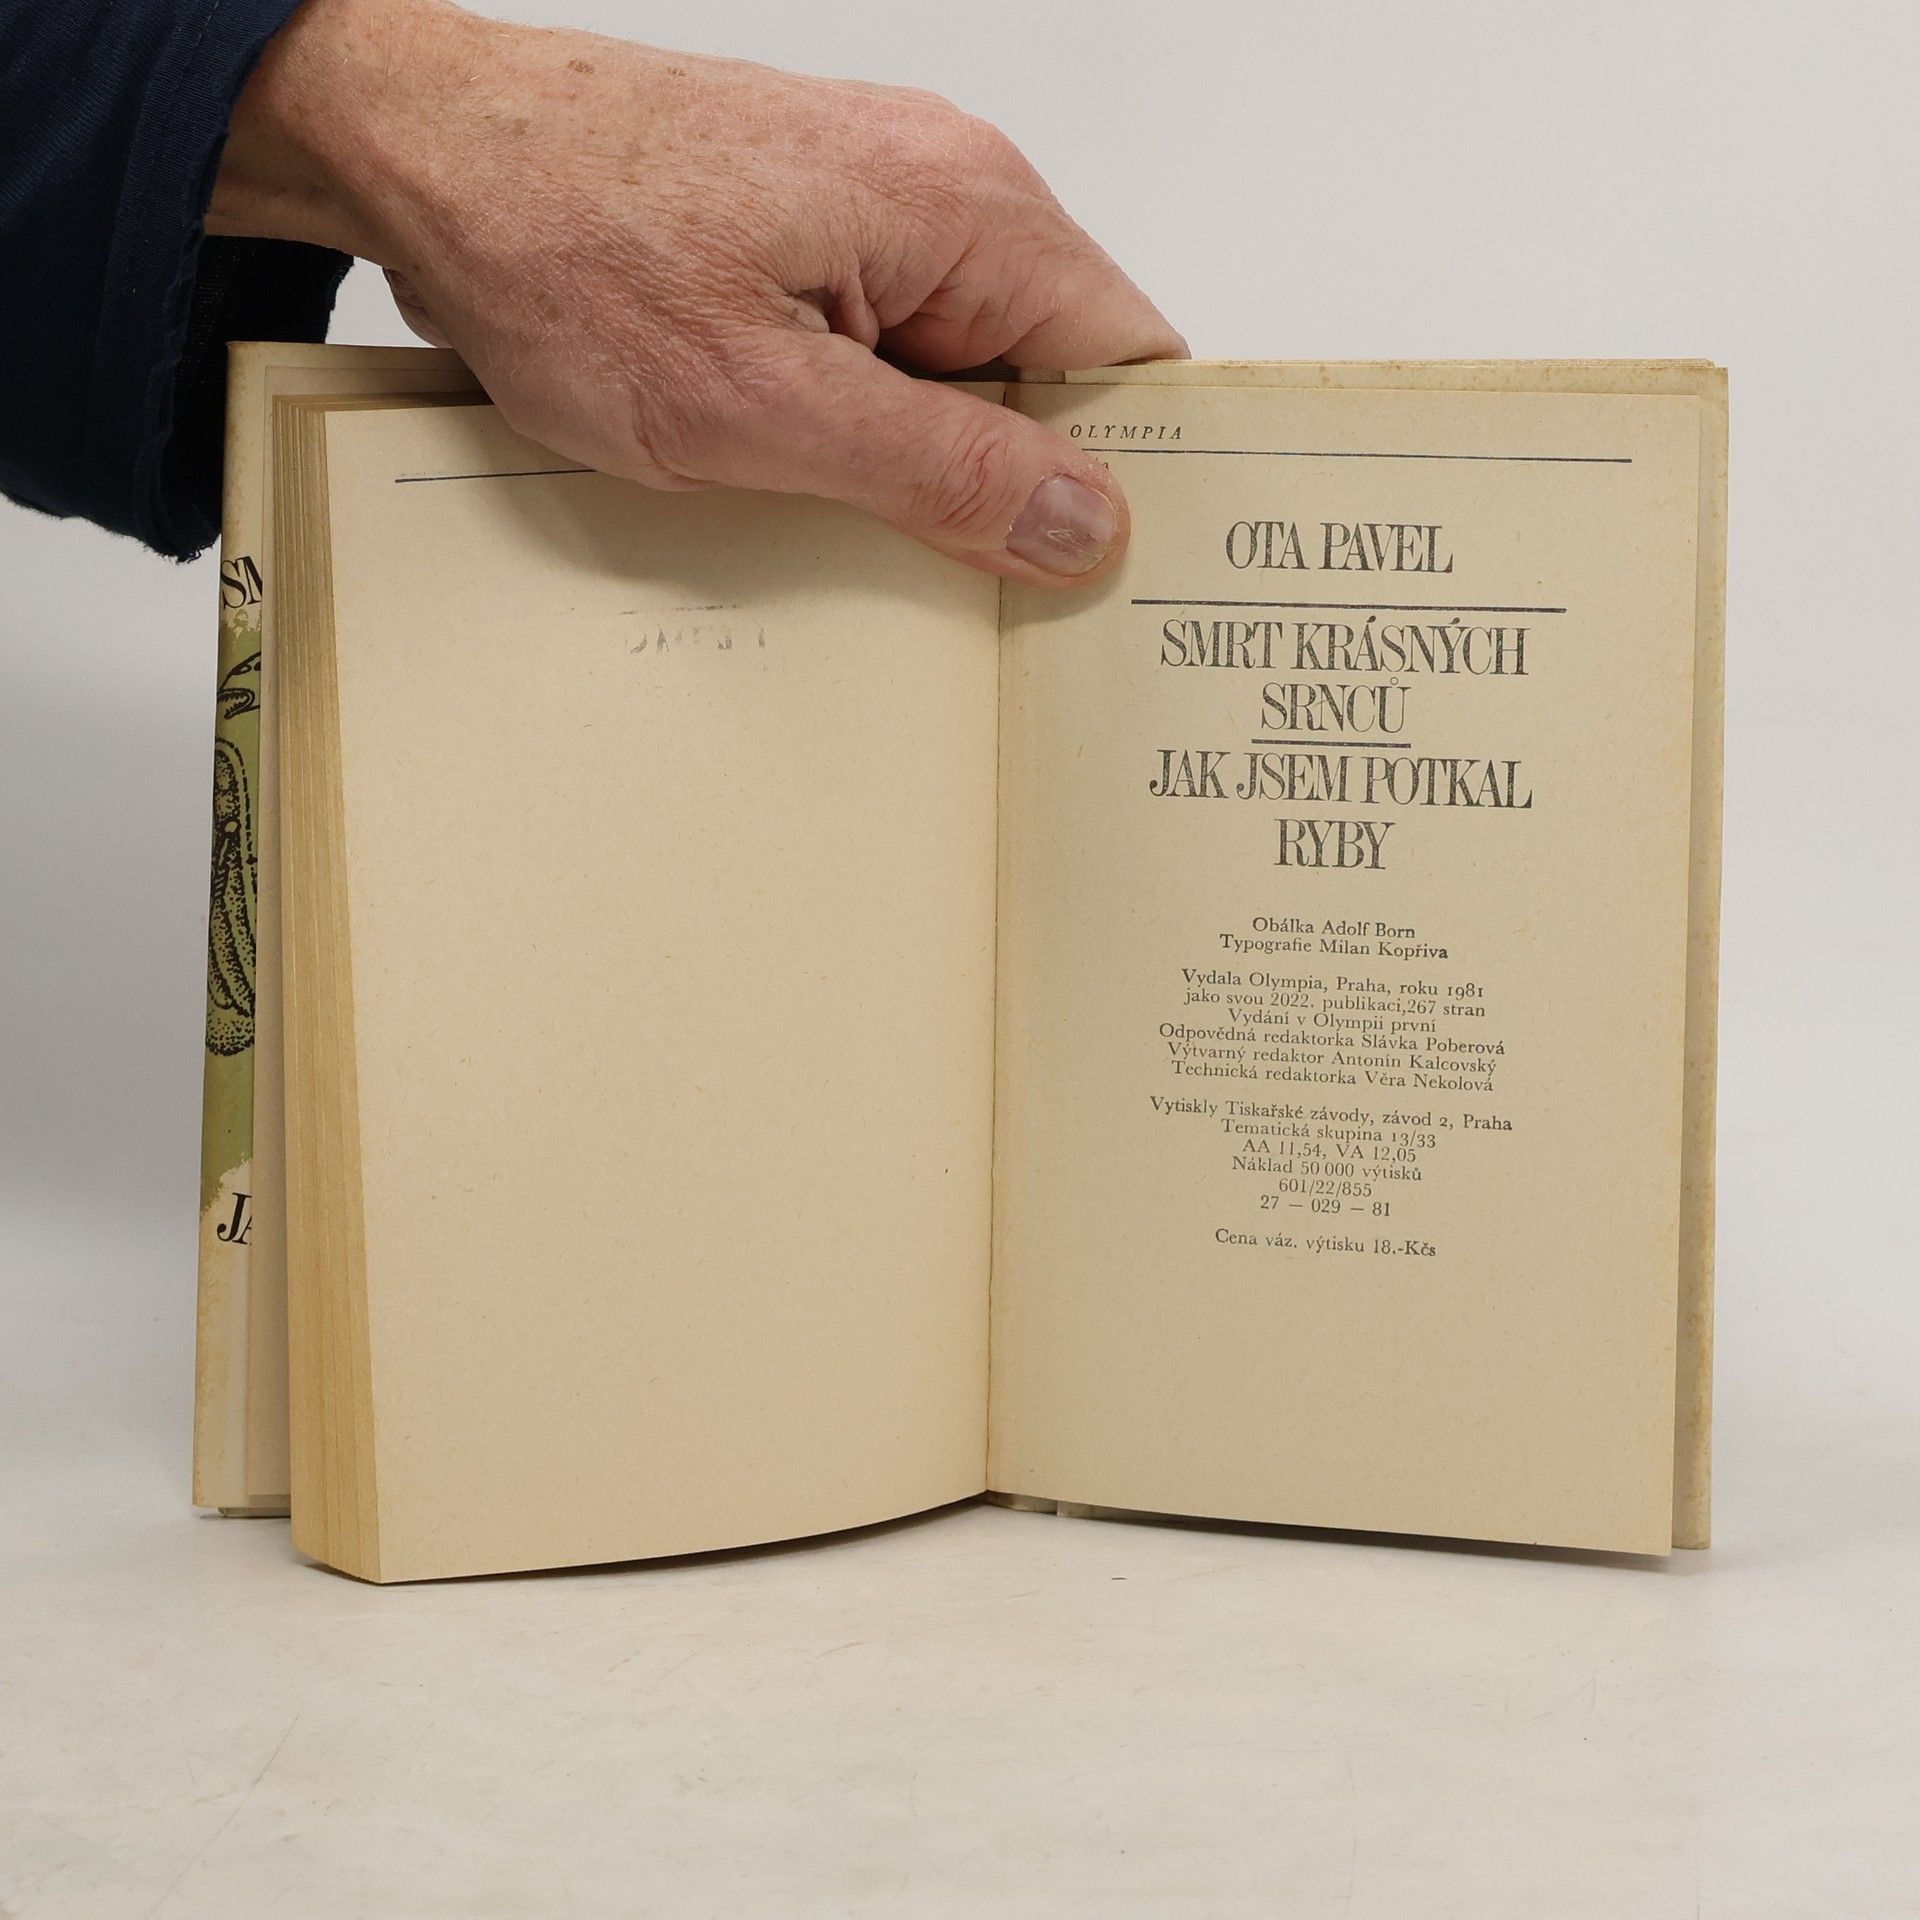 SM
JA
OLYMPIA
OTA PAVEL
SMRT KRÁSNÝCH
SRNCŮ
JAK JSEM POTKAL
RYBY
Obálka Adolf Born
Typografie Milan Kopřiva
Vydala Olympia, Praha, roku 1981
jako svou 2022. publikaci,267 stran
Vydání v Olympii první
Odpovědná redaktorka Slávka Poberová
Výtvarný redaktor Antonín Kalcovský
Technická redaktorka Věra Nekolová
Vytiskly Tiskařské závody, závod 2, Praha
Tematická skupina 13/33
AA 11,54, VA 12,05
Náklad 50 000 výtisků
601/22/855
27 — 029 — 81
Cena váz. výtisku 18.-Kčs